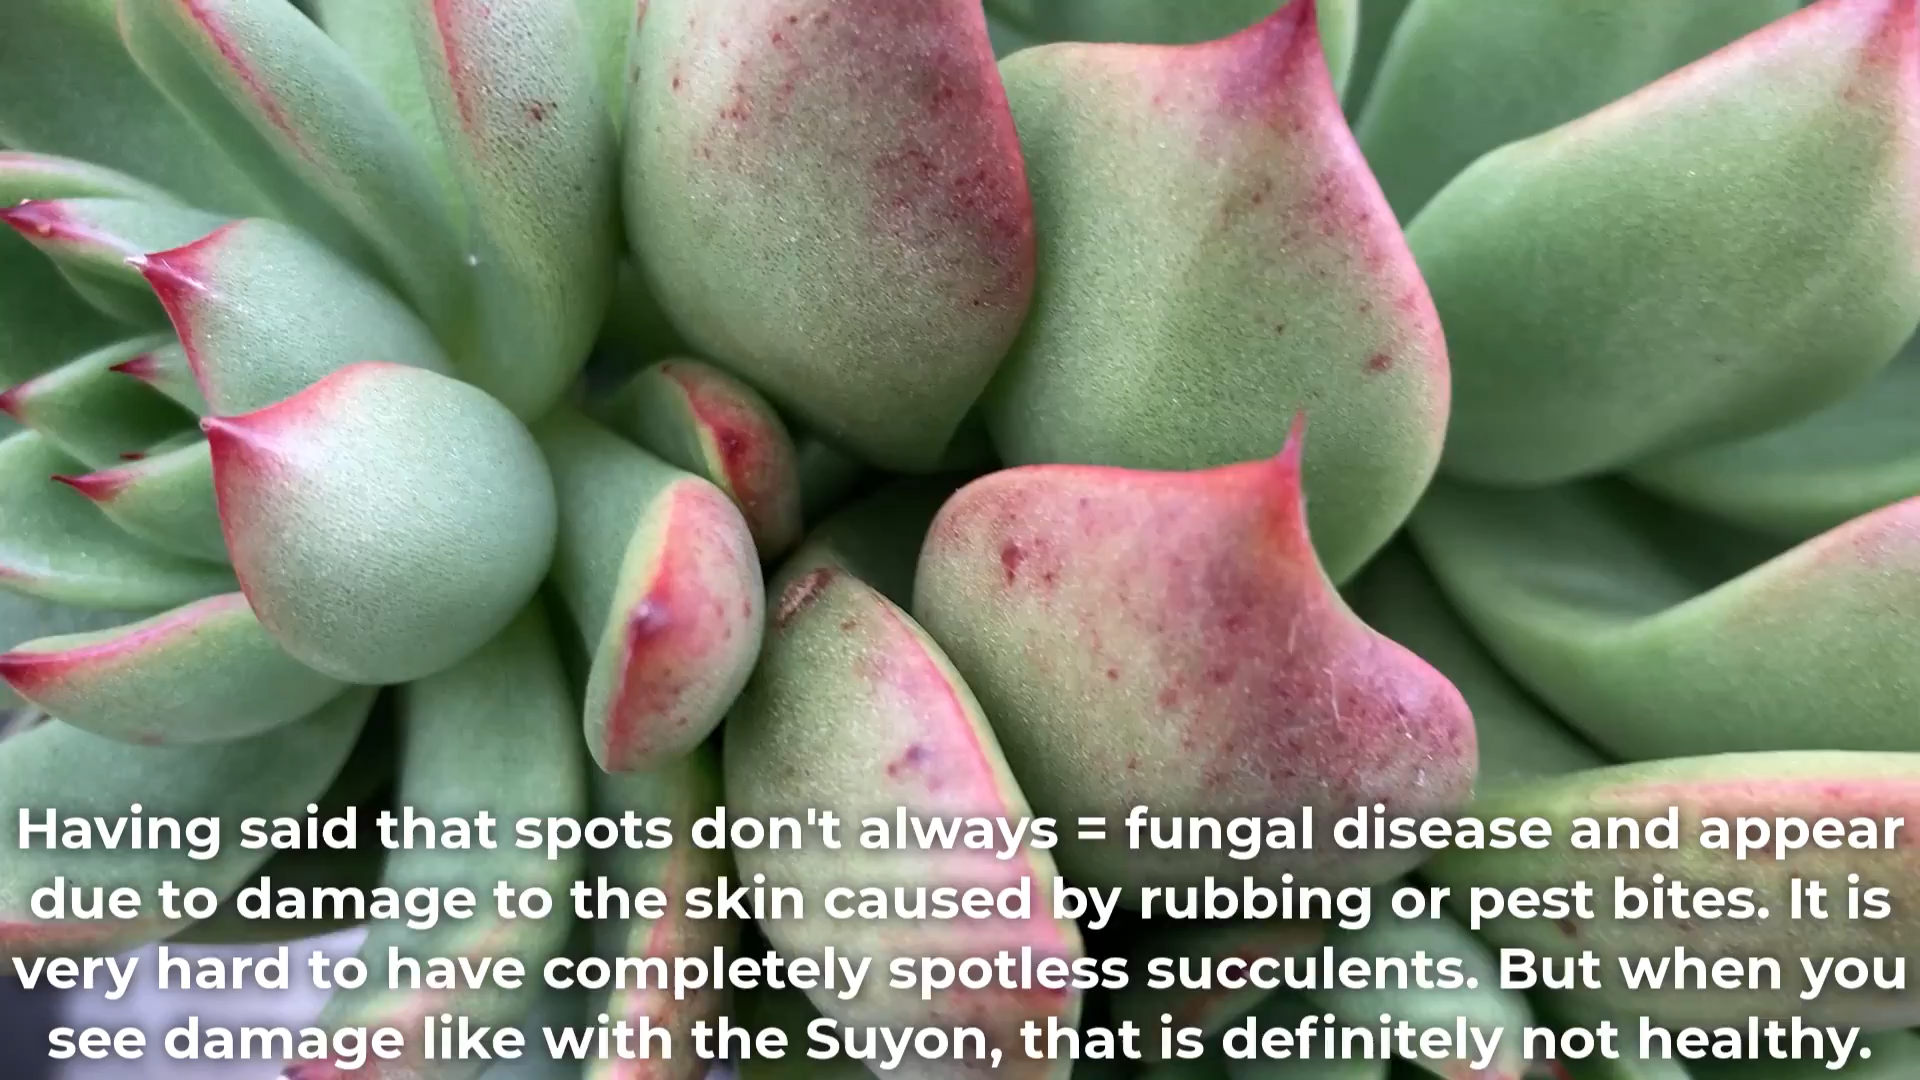 Having said that spots don't always = fungal disease and appear
due to damage to the skin caused by rubbing or pest bites. It is
very hard to have completely spotless succulents. But when you
see damage like with the Suyon, that is definitely not healthy.